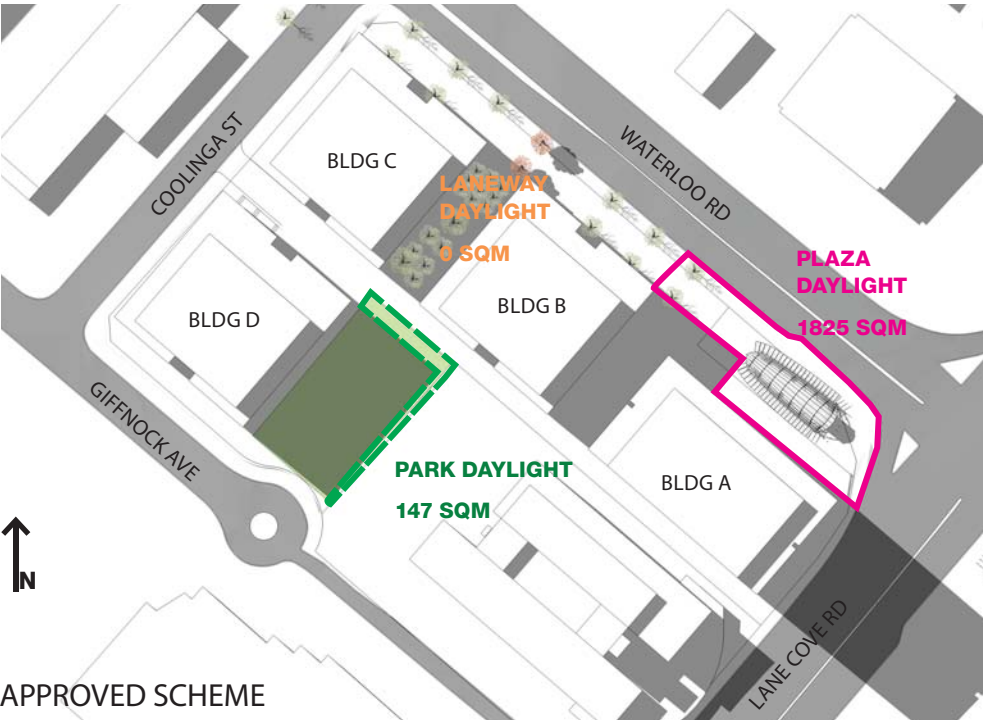 COOLINGA ST
WATERLOO RD
BLDG C
LANEWAY
DAYLIGHT
0 SQM
PLAZA
DAYLIGHT
1825 SQM
BLDG B
BLDG D
GIFFNOCK AVE
PARK DAYLIGHT
147 SQM
BLDG A
N
LANE COVE RD
APPROVED SCHEME